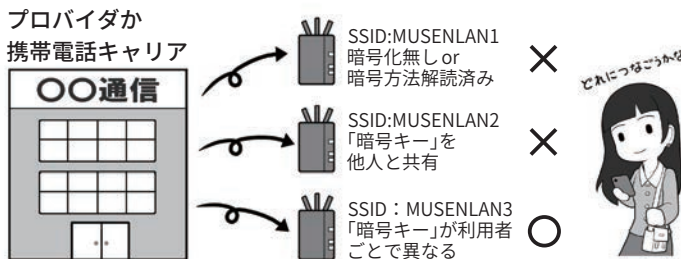 プロバイダか
携帯電話キャリア
〇〇通信
SSID:MUSENLAN1
暗号化無し or
暗号方法解読済み
×
SSID:MUSENLAN2
「暗号キー」を
他人と共有
×
SSID：MUSENLAN3
「暗号キー」が利用者
ごとで異なる
〇
どれにつなごうかな